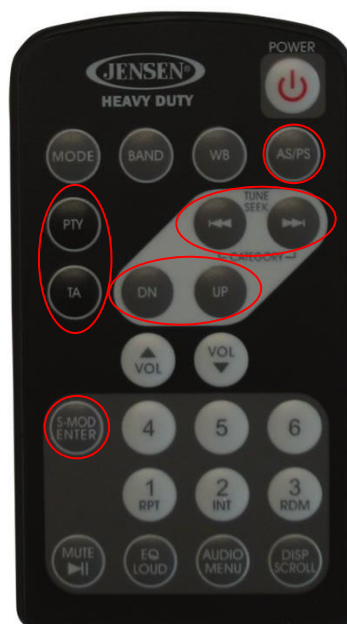 POWER
JENSEN®
HEAVY DUTY
MODE BAND WB AS/PS
PTY TUNE
SEEK
TA DN UP CATEGORY
VOL VOL
S-MOD
ENTER 4 5 6
1 2 3
RPT INT RDM
MUTE EQ AUDIO DISP
LOUD MENU SCROLL